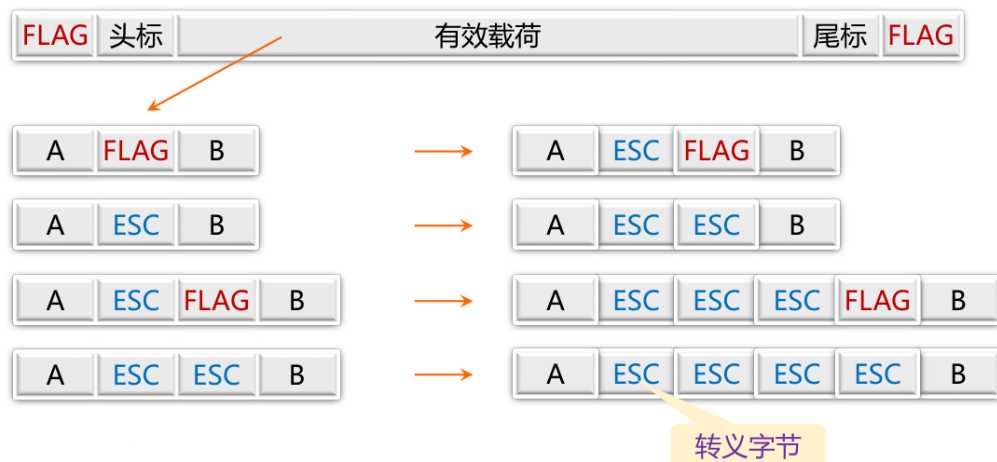 FLAG 头标 有效载荷 尾标 FLAG
A FLAG B A ESC FLAG B
A ESC B A ESC ESC B
A ESC FLAG B A ESC ESC ESC FLAG B
A ESC ESC B A ESC ESC ESC ESC B
转义字节